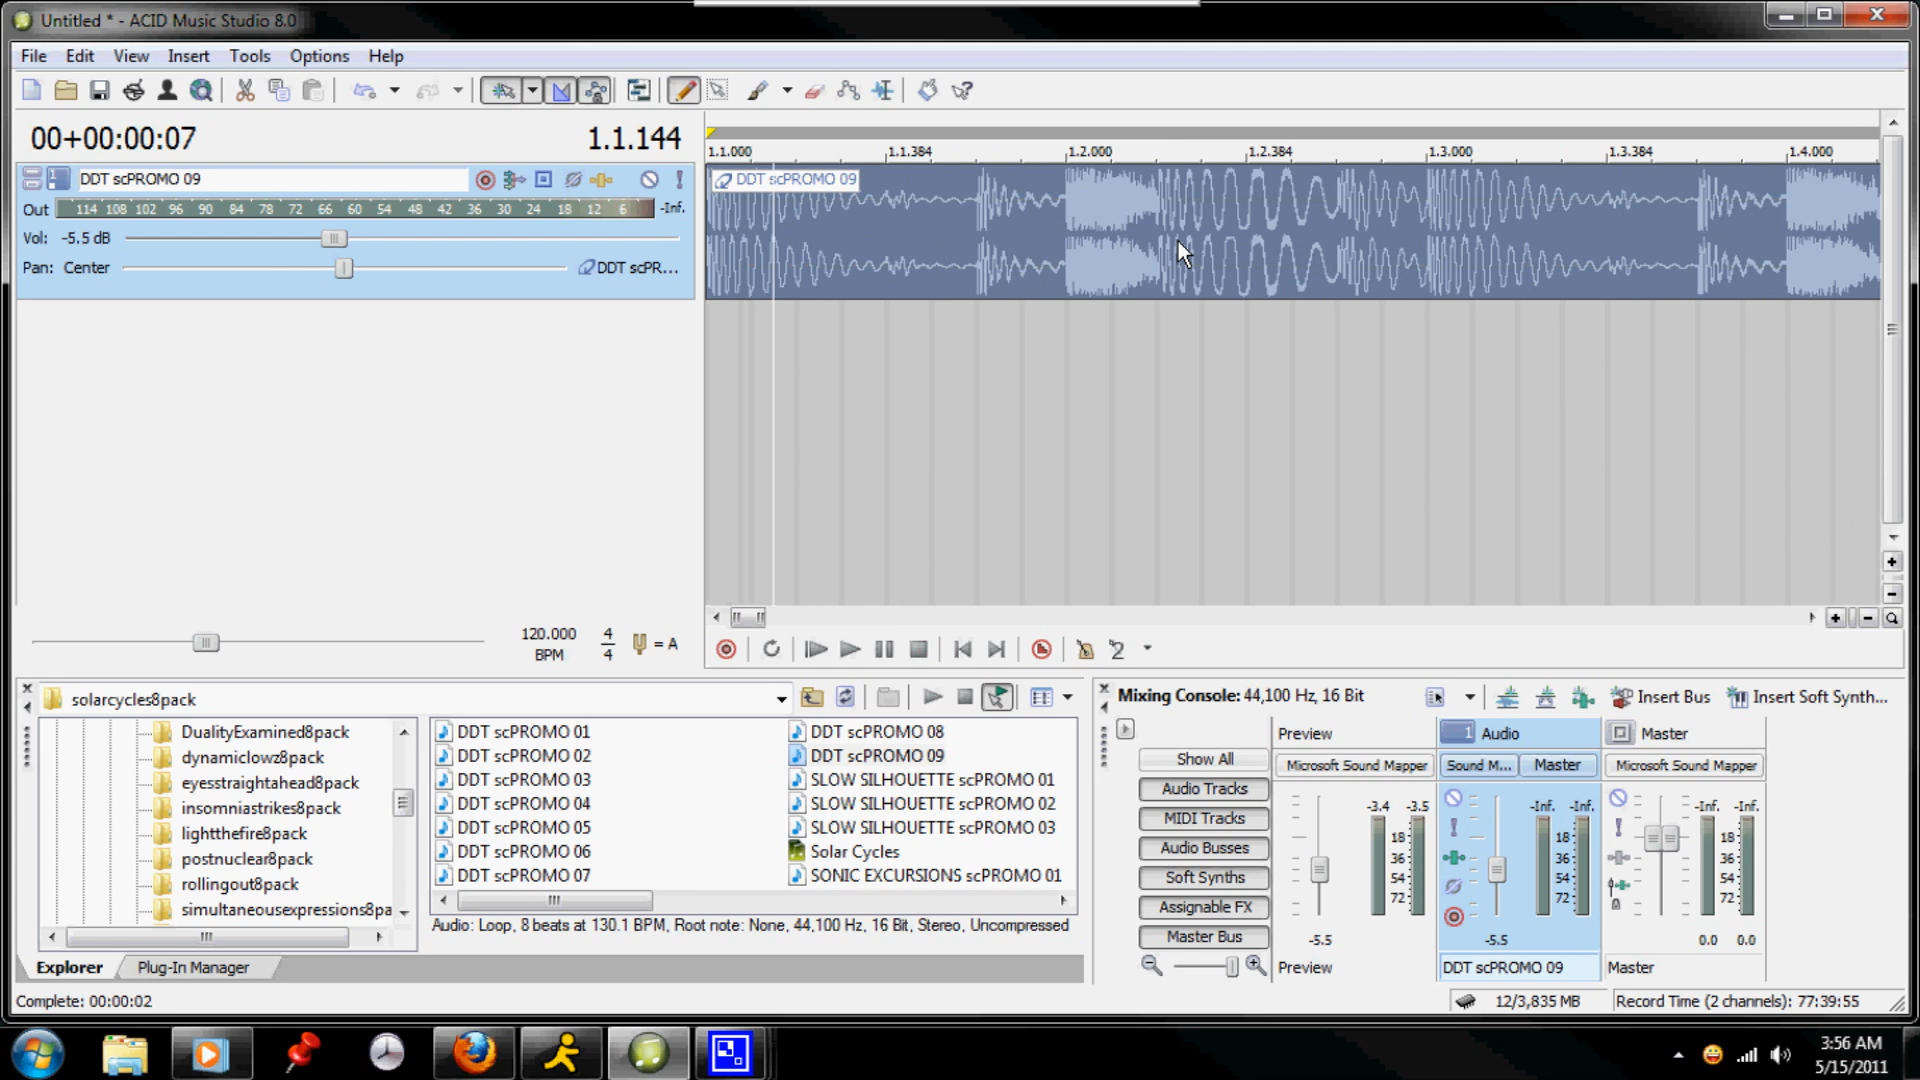 Untitled * - ACID Music Studio 8.0
File Edit View Insert Tools Options Help
00+00:00:07 1.1.144
1.1.000 1.1.384 1.2.000 1.2.384 1.3.000 1.3.384 1.4.000
DDT scPROMO 09
DDT scPROMO 09
Out 114 108 102 96 90 84 78 72 66 60 54 48 42 36 30 24 18 12 6 -Inf.
Vol: -5.5 dB
Pan: Center DDT scPR...
120.000 BPM 4/4 = A
2
solarcycles8pack
DualityExamined8pack
dynamiclowz8pack
eyesstraightahead8pack
insomniastrikes8pack
lightthefire8pack
postnuclear8pack
rollingout8pack
simultaneousexpressions8pa
DDT scPROMO 01
DDT scPROMO 02
DDT scPROMO 03
DDT scPROMO 04
DDT scPROMO 05
DDT scPROMO 06
DDT scPROMO 07
DDT scPROMO 08
DDT scPROMO 09
SLOW SILHOUETTE scPROMO 01
SLOW SILHOUETTE scPROMO 02
SLOW SILHOUETTE scPROMO 03
Solar Cycles
SONIC EXCURSIONS scPROMO 01
Audio: Loop, 8 beats at 130.1 BPM, Root note: None, 44,100 Hz, 16 Bit, Stereo, Uncompressed
Explorer Plug-In Manager
Mixing Console: 44,100 Hz, 16 Bit
Insert Bus Insert Soft Synth...
Show All
Audio Tracks
MIDI Tracks
Audio Busses
Soft Synths
Assignable FX
Master Bus
Preview
Microsoft Sound Mapper
-3.4 -3.5
18
36
54
72
-5.5
Preview
1 Audio
Sound M... Master
-Inf. -Inf.
18
36
54
72
-5.5
DDT scPROMO 09
Master
Microsoft Sound Mapper
-Inf. -Inf.
18
36
54
72
0.0 0.0
Master
Complete: 00:00:02
12/3,835 MB Record Time (2 channels): 77:39:55
3:56 AM
5/15/2011